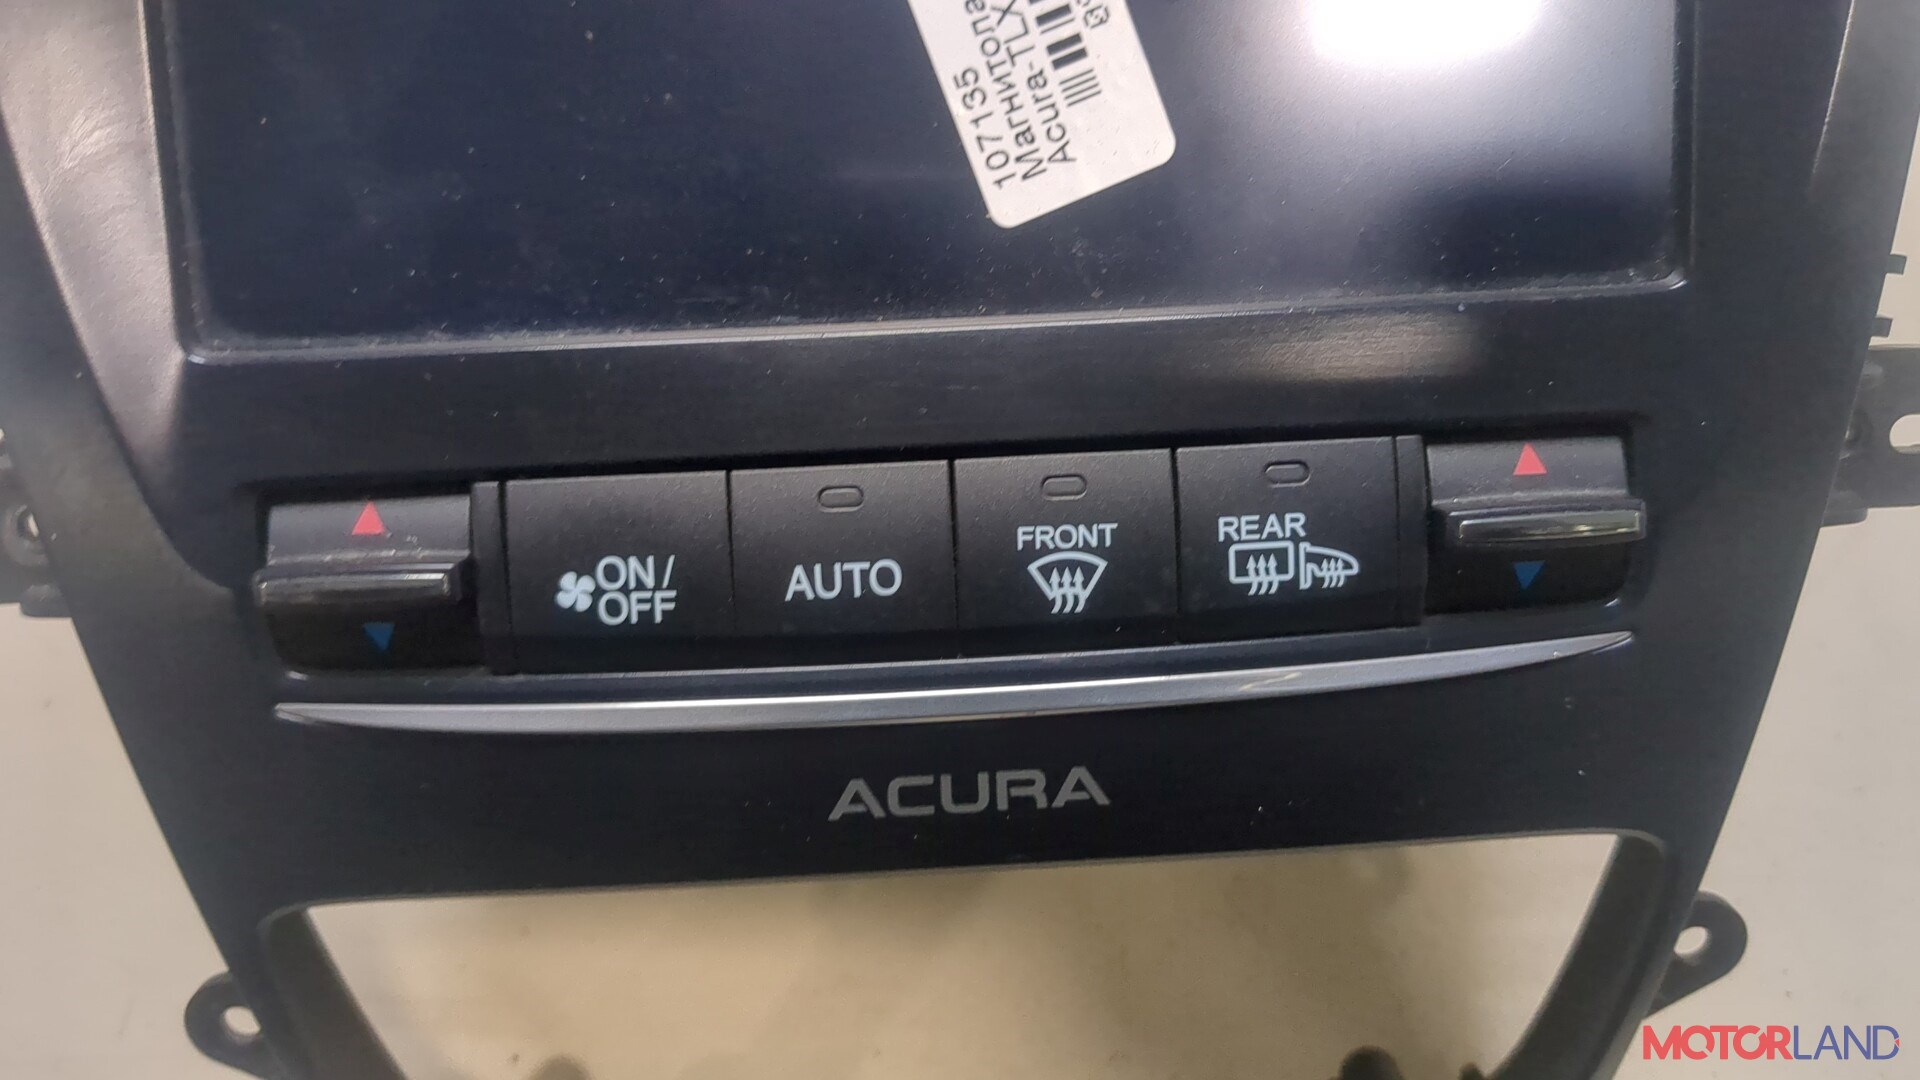 107135
Магнитола
Acura-TLX
ON/
OFF
AUTO
FRONT
REAR
ACURA
MOTORLAND